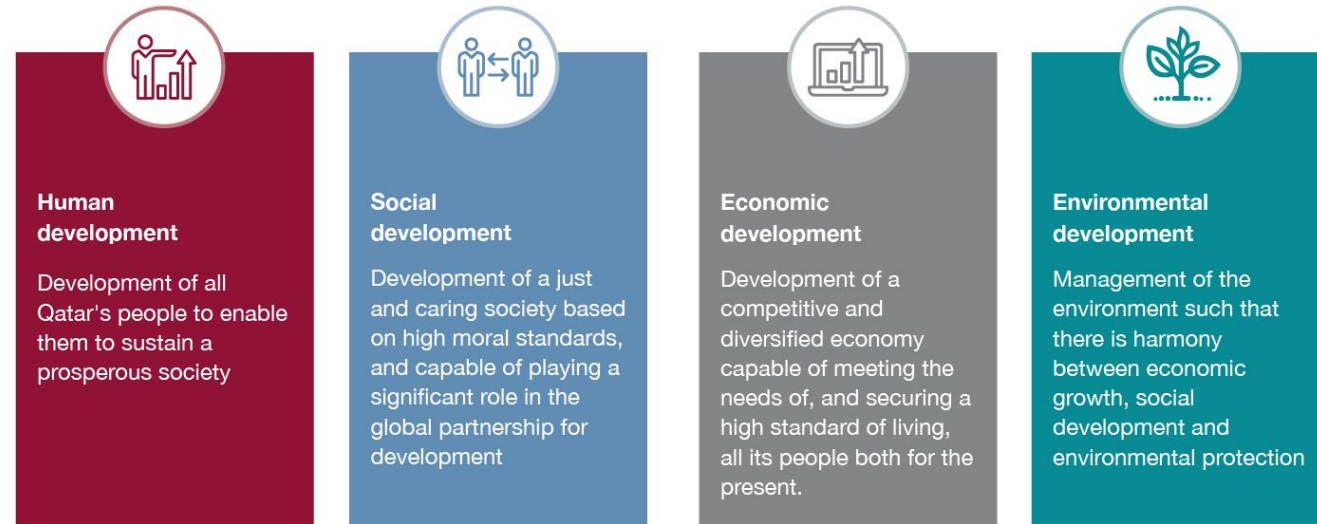 Human
development
Development of all
Qatar's people to enable
them to sustain a
prosperous society
Social
development
Development of a just
and caring society based
on high moral standards,
and capable of playing a
significant role in the
global partnership for
development
Economic
development
Development of a
competitive and
diversified economy
capable of meeting the
needs of, and securing a
high standard of living,
all its people both for the
present.
Environmental
development
Management of the
environment such that
there is harmony
between economic
growth, social
development and
environmental protection